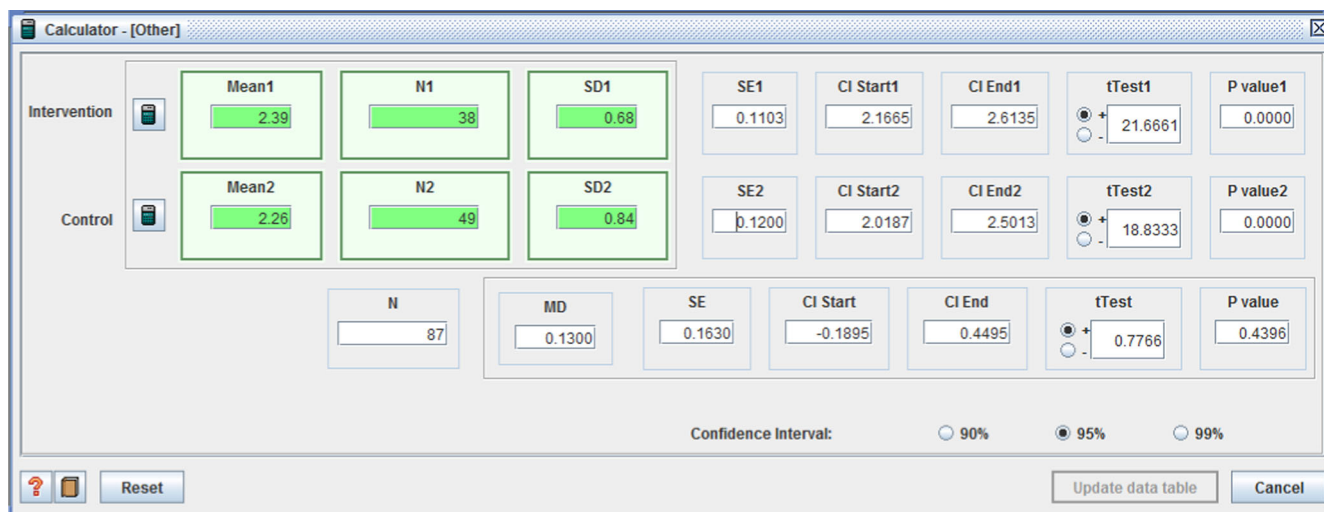 Calculator - [Other]
Mean1 N1 SD1 SE1 CI Start1 CI End1 tTest1 P value1
Intervention 2.39 38 0.68 0.1103 2.1665 2.6135 + - 21.6661 0.0000
Mean2 N2 SD2 SE2 CI Start2 CI End2 tTest2 P value2
Control 2.26 49 0.84 0.1200 2.0187 2.5013 + - 18.8333 0.0000
N MD SE CI Start CI End tTest P value
87 0.1300 0.1630 -0.1895 0.4495 + - 0.7766 0.4396
Confidence Interval: 90% 95% 99%
? Reset Update data table Cancel